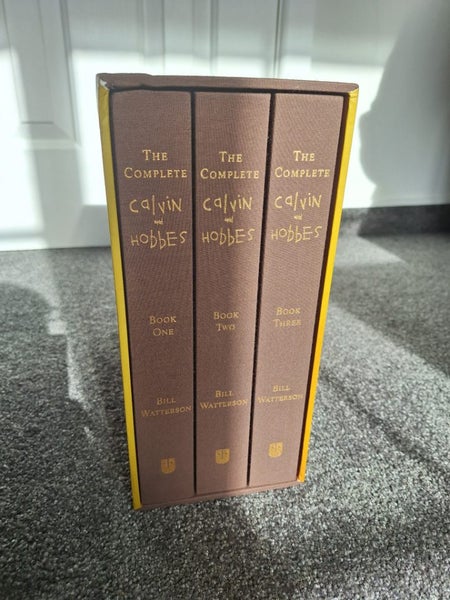 The
Complete
Calvin
and
Hobbes
Book
One
Bill
Watterson
The
Complete
Calvin
and
Hobbes
Book
Two
Bill
Watterson
The
Complete
Calvin
and
Hobbes
Book
Three
Bill
Watterson